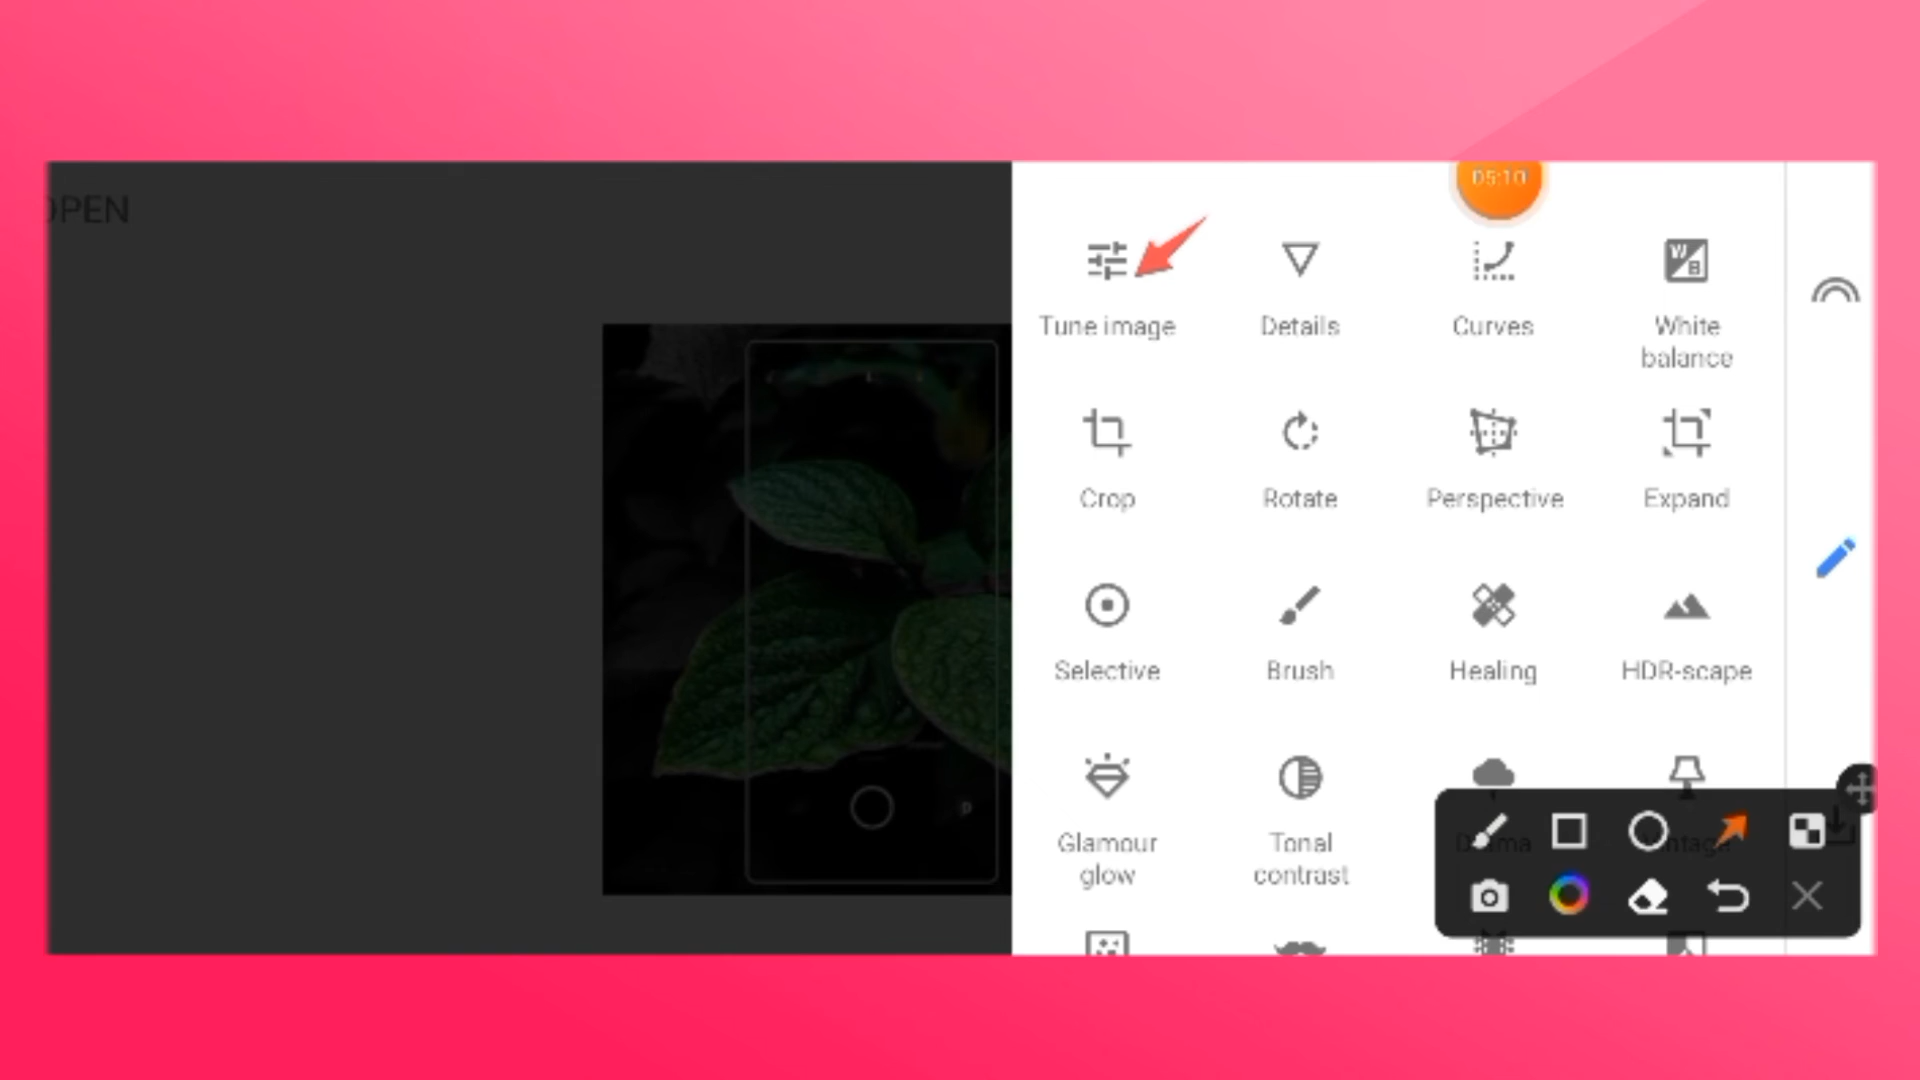 OPEN
05:10
Tune image
Details
Curves
White
balance
Crop
Rotate
Perspective
Expand
Selective
Brush
Healing
HDR-scape
Glamour
glow
Tonal
contrast